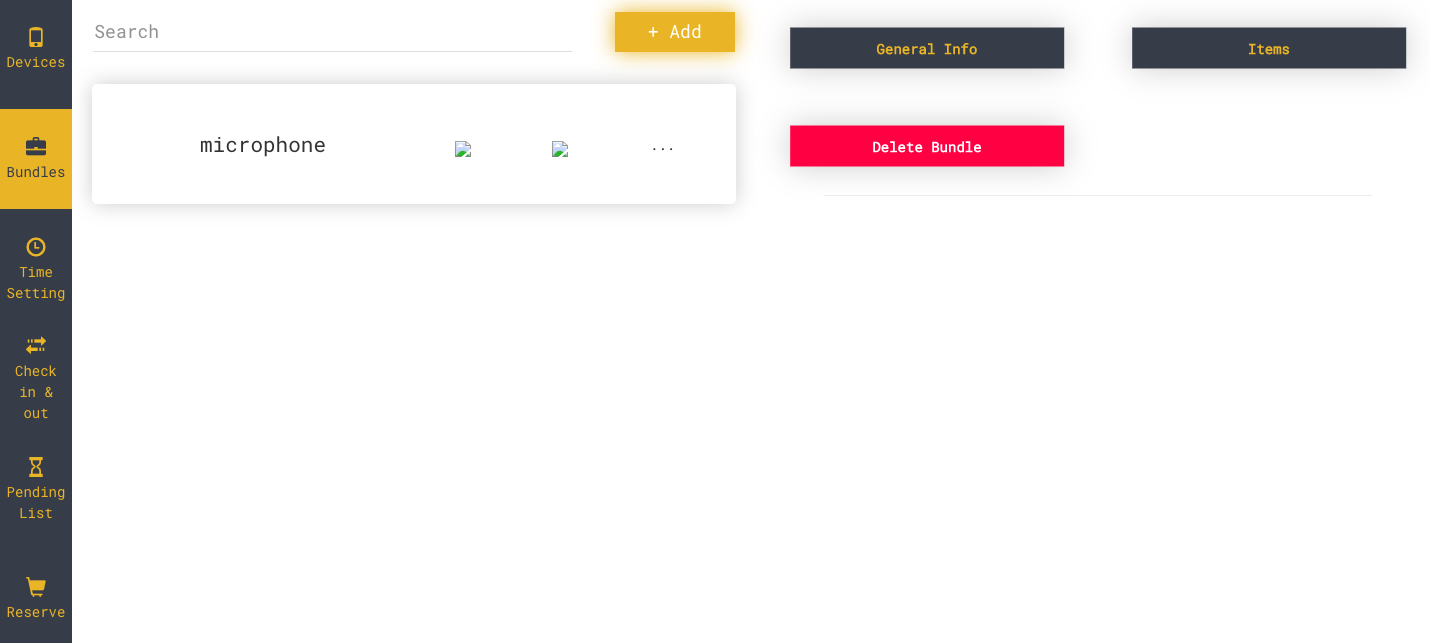 Devices
Bundles
Time
Setting
Check
in &
out
Pending
List
Reserve
Search
+ Add
microphone
...
General Info
Items
Delete Bundle